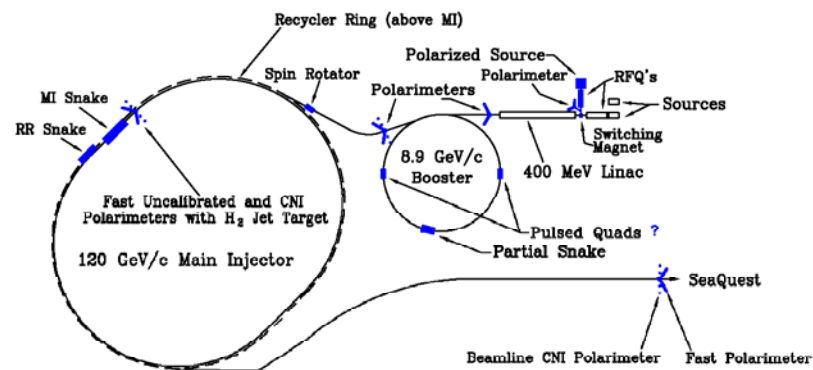 Recycler Ring (above MI)
Polarized Source
Spin Rotator
Polarimeter
RFQ's
Polarimeters
Sources
MI Snake
RR Snake
Switching
Magnet
8.9 GeV/c
Booster
400 MeV Linac
Fast Uncalibrated and CNI
Polarimeters with H2 Jet Target
Pulsed Quads ?
Partial Snake
120 GeV/c Main Injector
SeaQuest
Beamline CNI Polarimeter
Fast Polarimeter